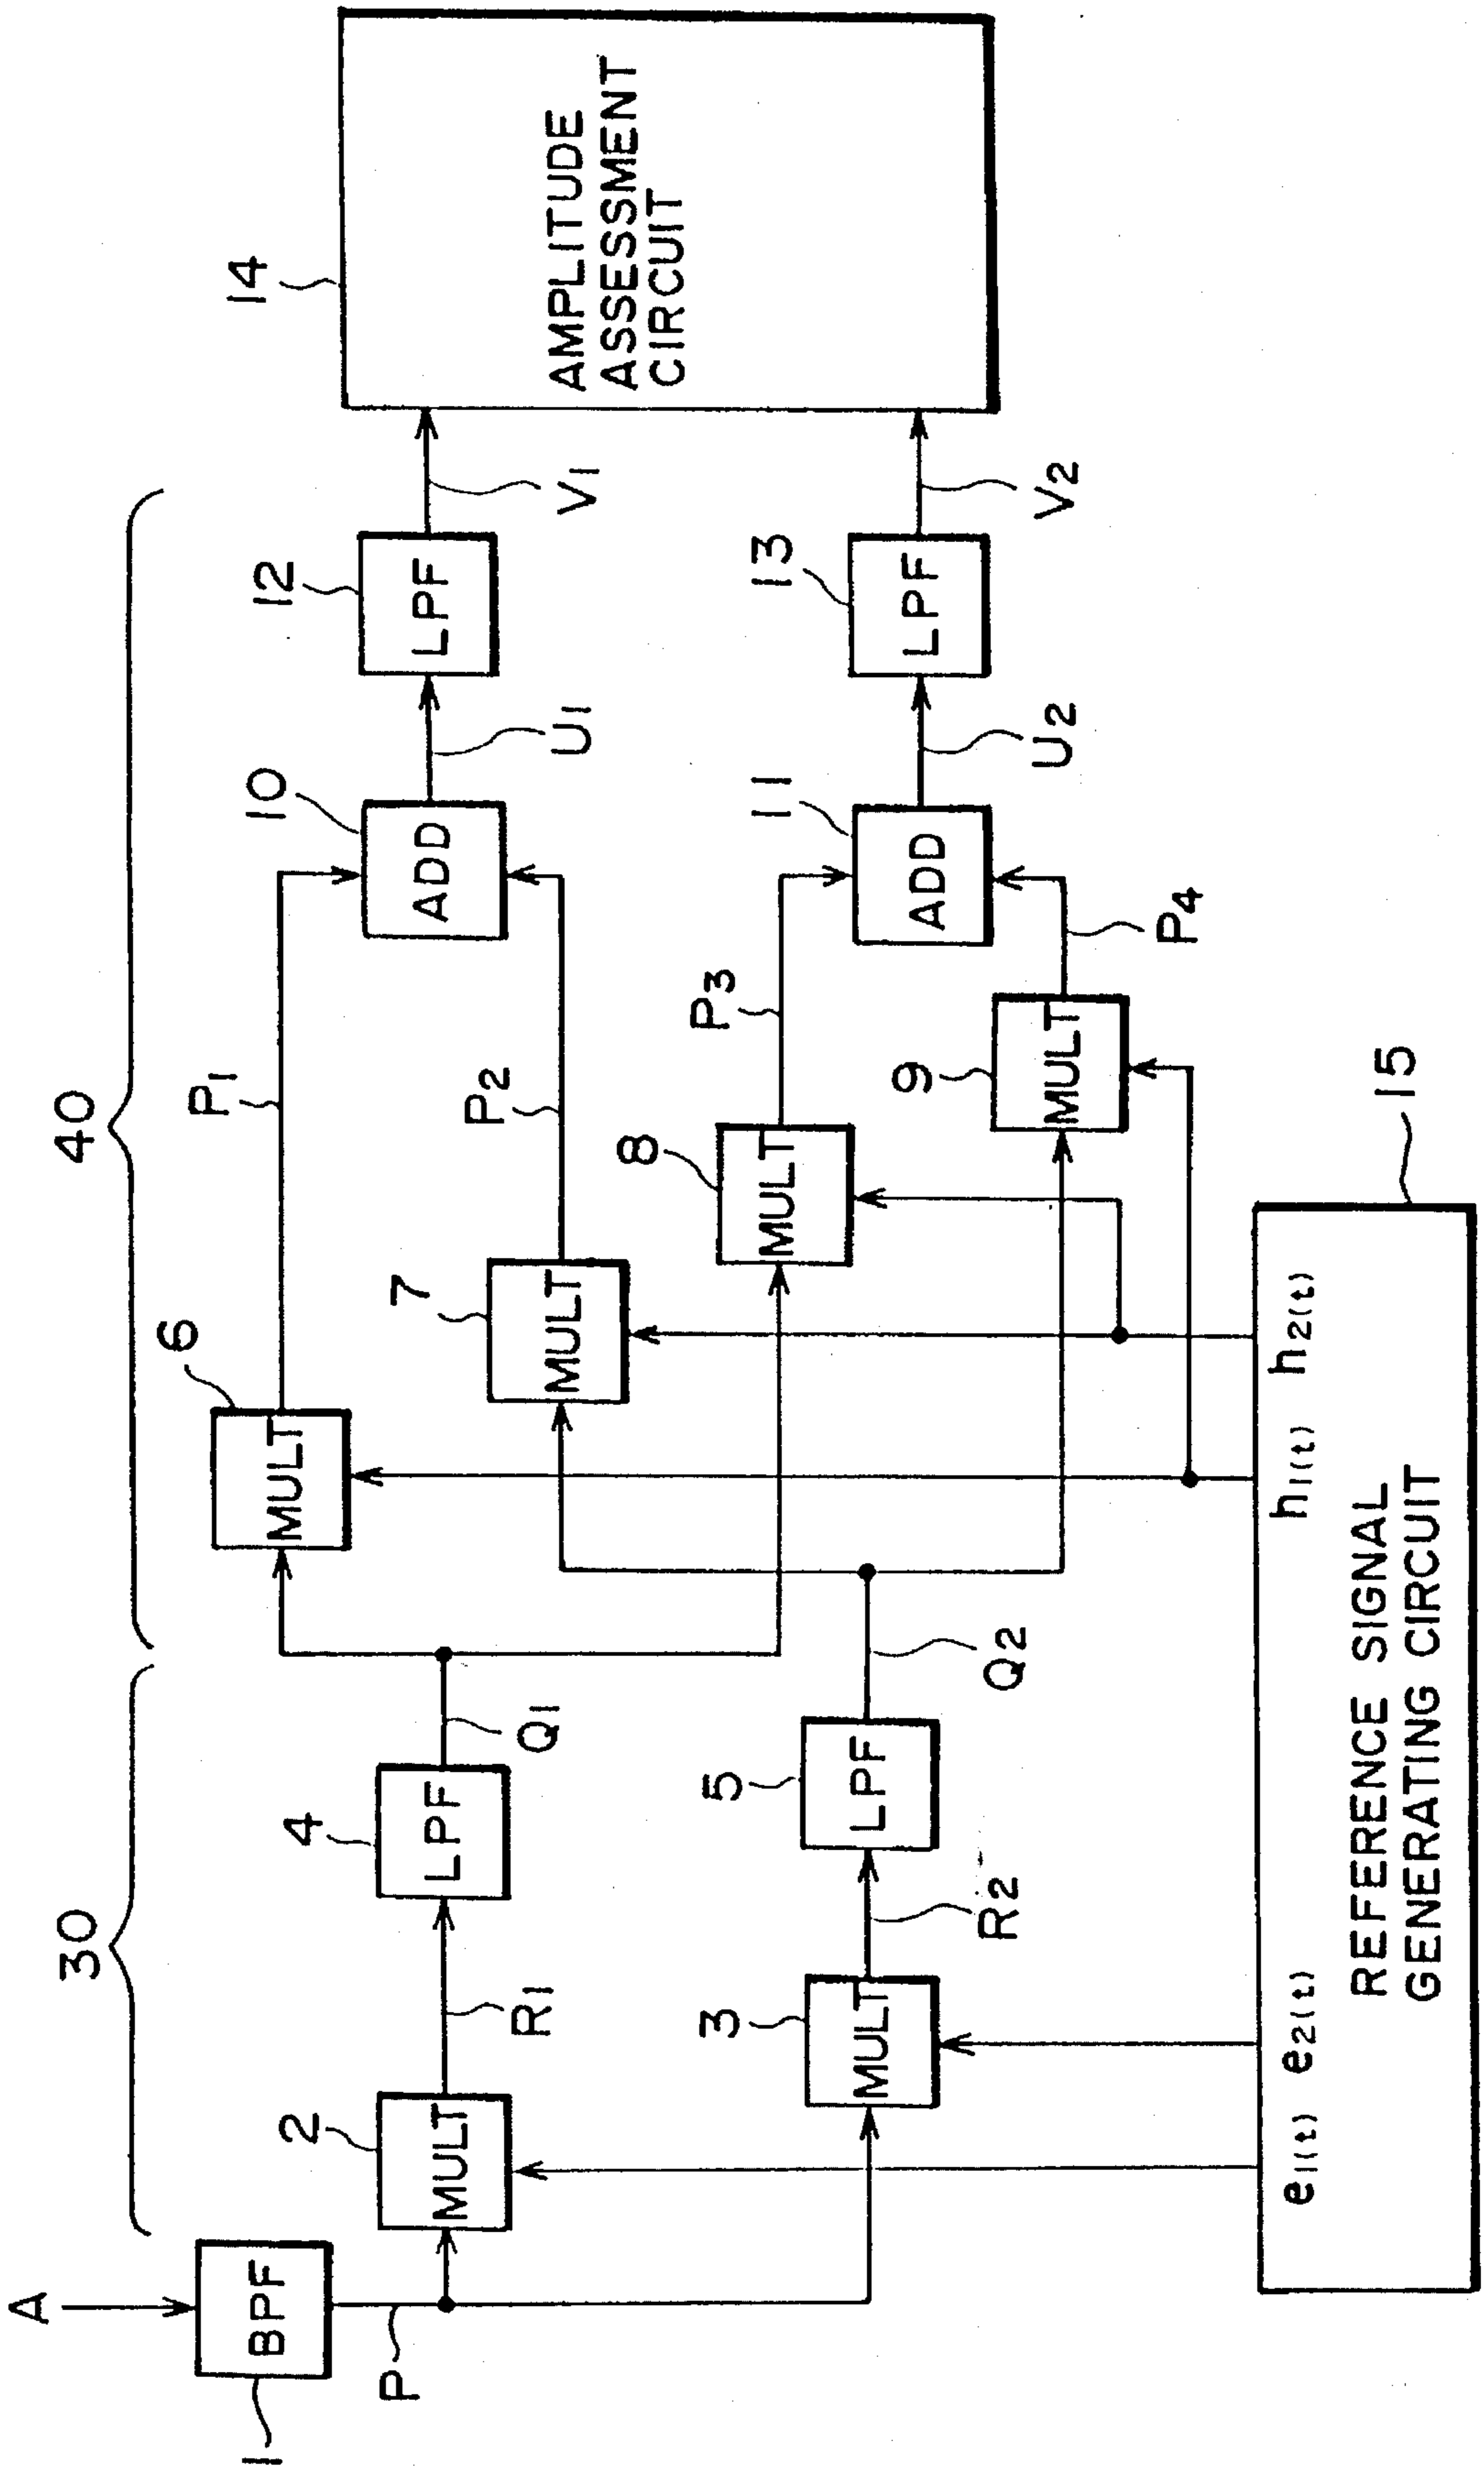 40
30
14
AMPLITUDE
ASSESSMENT
CIRCUIT
A
1
BPF
P
2
MULT
R1
4
LPF
Q1
6
MULT
P1
7
MULT
P2
10
ADD
U1
12
LPF
V1
3
MULT
R2
5
LPF
Q2
8
MULT
P3
9
MULT
P4
11
ADD
U2
13
LPF
V2
e1(t) e2(t)
h1(t) h2(t)
REFERENCE SIGNAL
GENERATING CIRCUIT
15